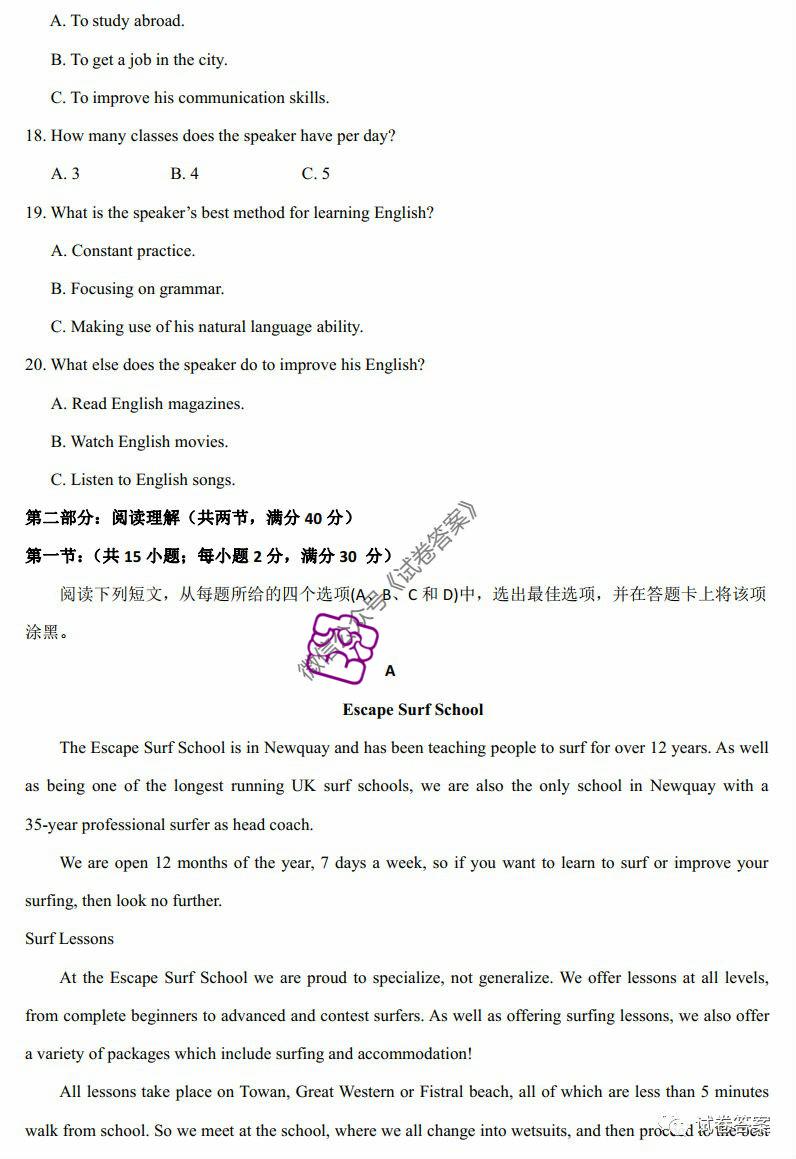 A. To study abroad.
B. To get a job in the city.
C. To improve his communication skills.
18. How many classes does the speaker have per day?
A. 3 B. 4 C. 5
19. What is the speaker’s best method for learning English?
A. Constant practice.
B. Focusing on grammar.
C. Making use of his natural language ability.
20. What else does the speaker do to improve his English?
A. Read English magazines.
B. Watch English movies.
C. Listen to English songs.
第二部分：阅读理解（共两节，满分 40 分）
第一节：（共 15 小题；每小题 2 分，满分 30 分）
阅读下列短文，从每题所给的四个选项(A、B、C 和 D)中，选出最佳选项，并在答题卡上将该项
涂黑。
微信公众号《试卷答案》
A
Escape Surf School
The Escape Surf School is in Newquay and has been teaching people to surf for over 12 years. As well
as being one of the longest running UK surf schools, we are also the only school in Newquay with a
35-year professional surfer as head coach.
We are open 12 months of the year, 7 days a week, so if you want to learn to surf or improve your
surfing, then look no further.
Surf Lessons
At the Escape Surf School we are proud to specialize, not generalize. We offer lessons at all levels,
from complete beginners to advanced and contest surfers. As well as offering surfing lessons, we also offer
a variety of packages which include surfing and accommodation!
All lessons take place on Towan, Great Western or Fistral beach, all of which are less than 5 minutes
walk from school. So we meet at the school, where we all change into wetsuits, and then proceed to the best
试卷答案